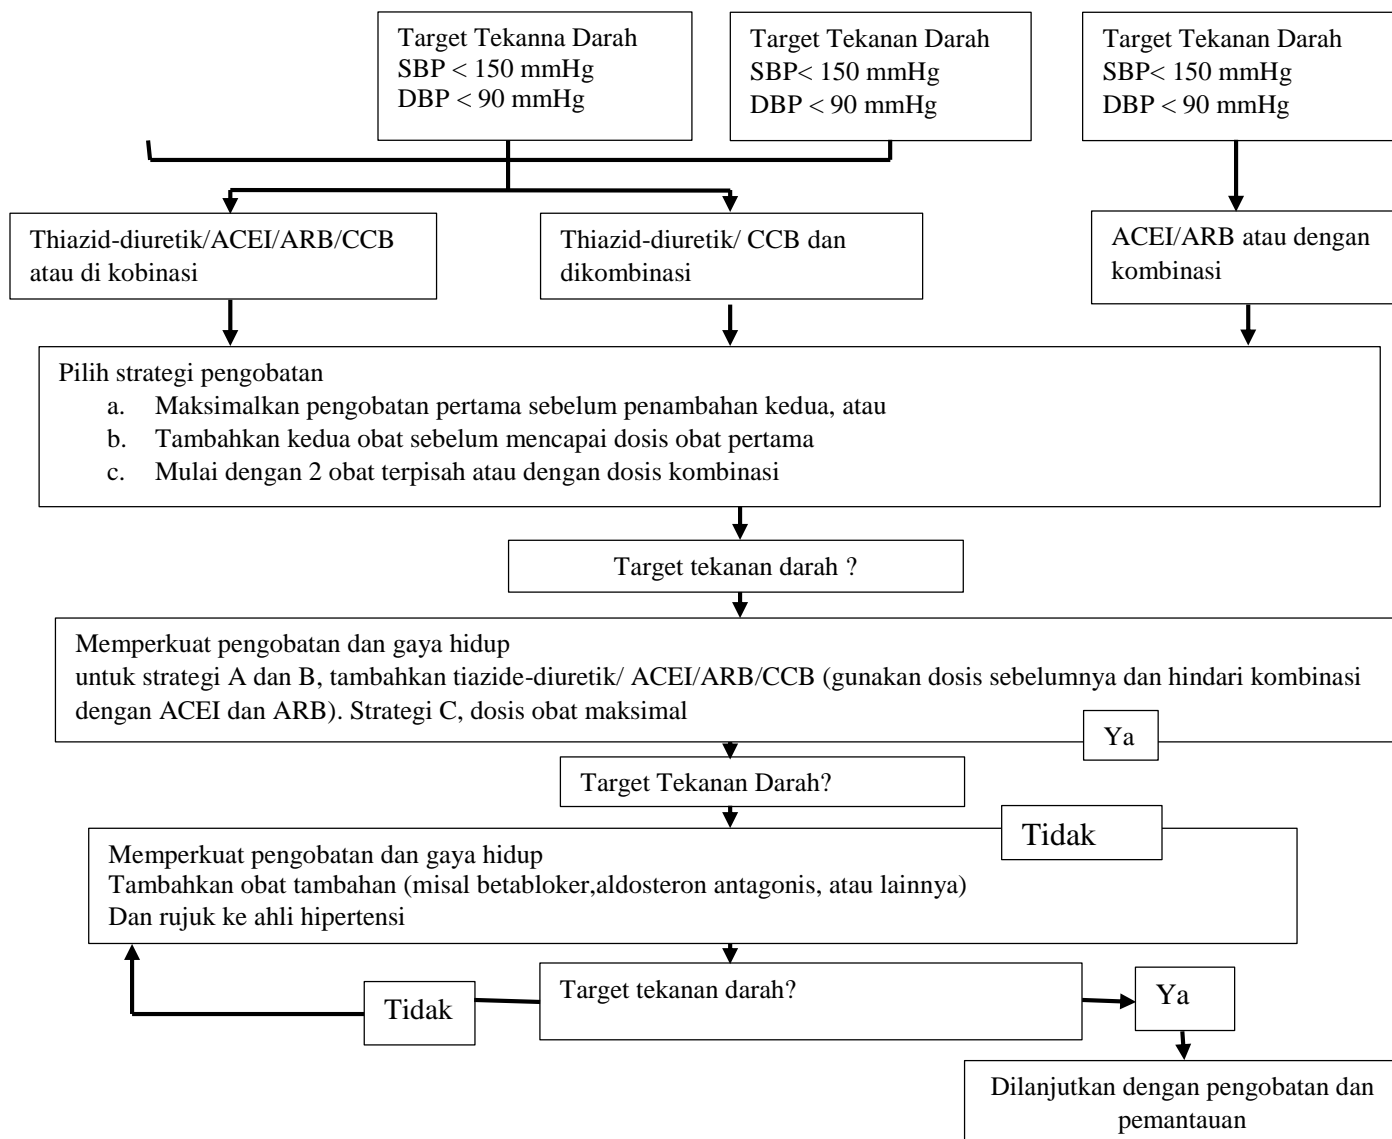 Target Tekanna Darah
SBP < 150 mmHg
DBP < 90 mmHg
Target Tekanan Darah
SBP< 150 mmHg
DBP < 90 mmHg
Target Tekanan Darah
SBP< 150 mmHg
DBP < 90 mmHg
Thiazid-diuretik/ACEI/ARB/CCB
atau di kobinasi
Thiazid-diuretik/ CCB dan
dikombinasi
ACEI/ARB atau dengan
kombinasi
Pilih strategi pengobatan
a. Maksimalkan pengobatan pertama sebelum penambahan kedua, atau
b. Tambahkan kedua obat sebelum mencapai dosis obat pertama
c. Mulai dengan 2 obat terpisah atau dengan dosis kombinasi
Target tekanan darah ?
Memperkuat pengobatan dan gaya hidup
untuk strategi A dan B, tambahkan tiazide-diuretik/ ACEI/ARB/CCB (gunakan dosis sebelumnya dan hindari kombinasi
dengan ACEI dan ARB). Strategi C, dosis obat maksimal
Ya
Target Tekanan Darah?
Tidak
Memperkuat pengobatan dan gaya hidup
Tambahkan obat tambahan (misal betabloker,aldosteron antagonis, atau lainnya)
Dan rujuk ke ahli hipertensi
Tidak
Target tekanan darah?
Ya
Dilanjutkan dengan pengobatan dan
pemantauan